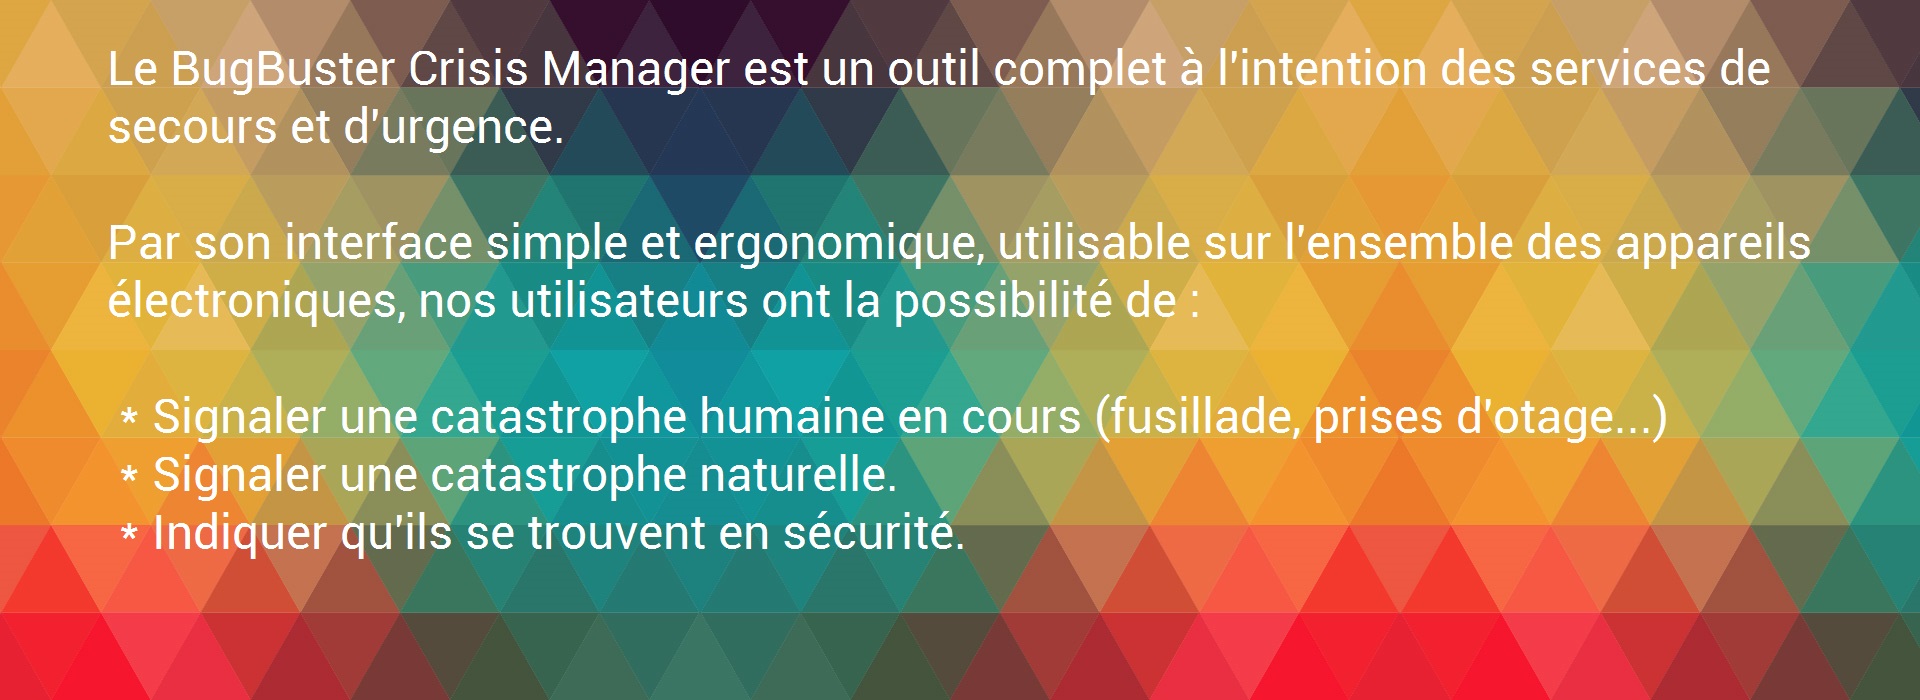 Le BugBuster Crisis Manager est un outil complet à l'intention des services de
secours et d'urgence.
Par son interface simple et ergonomique, utilisable sur l'ensemble des appareils
électroniques, nos utilisateurs ont la possibilité de :
* Signaler une catastrophe humaine en cours (fusillade, prises d'otage...)
* Signaler une catastrophe naturelle.
* Indiquer qu'ils se trouvent en sécurité.